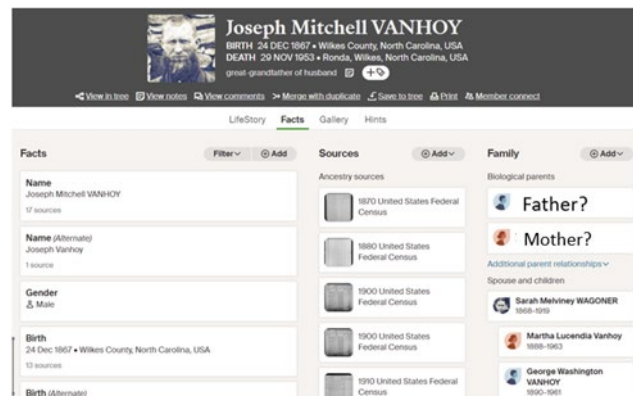 Joseph Mitchell VANHOY
BIRTH 24 DEC 1867 • Wilkes County, North Carolina, USA
DEATH 29 NOV 1953 • Ronda, Wilkes, North Carolina, USA
great-grandfather of husband
View in tree View notes View comments Merge with duplicate Save to tree Print Member connect
LifeStory Facts Gallery Hints
Facts
Filter Add
Name
Joseph Mitchell VANHOY
17 sources
Name (Alternate)
Joseph Vanhoy
1 source
Gender
Male
Birth
24 Dec 1867 • Wilkes County, North Carolina, USA
13 sources
Birth (Alternate)
Sources
Add
Ancestry sources
1870 United States Federal
Census
1880 United States
Federal Census
1900 United States
Federal Census
1900 United States
Federal Census
1910 United States Federal
Census
Family
Add
Biological parents
Father?
Mother?
Additional parent relationships
Spouse and children
Sarah Melviney WAGONER
1868-1919
Martha Lucendia Vanhoy
1888-1963
George Washington
VANHOY
1890-1961